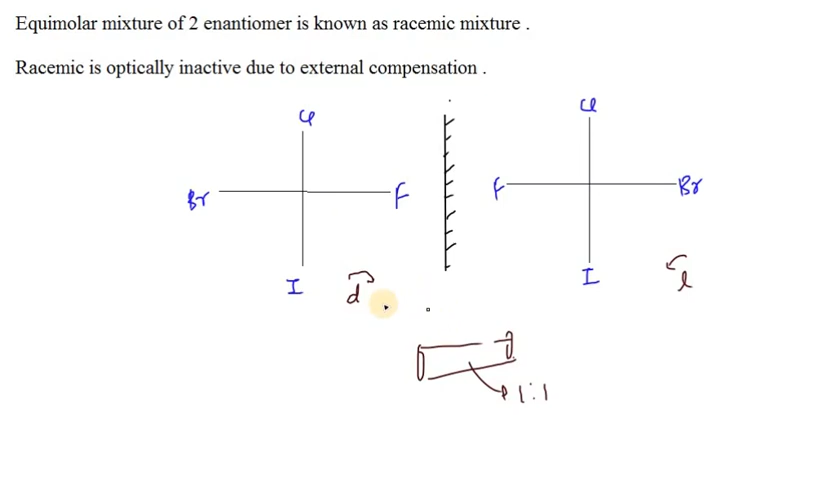 Equimolar mixture of 2 enantiomer is known as racemic mixture .
Racemic is optically inactive due to external compensation .
Cl Cl
Br F F Br
I I
d l
1:1